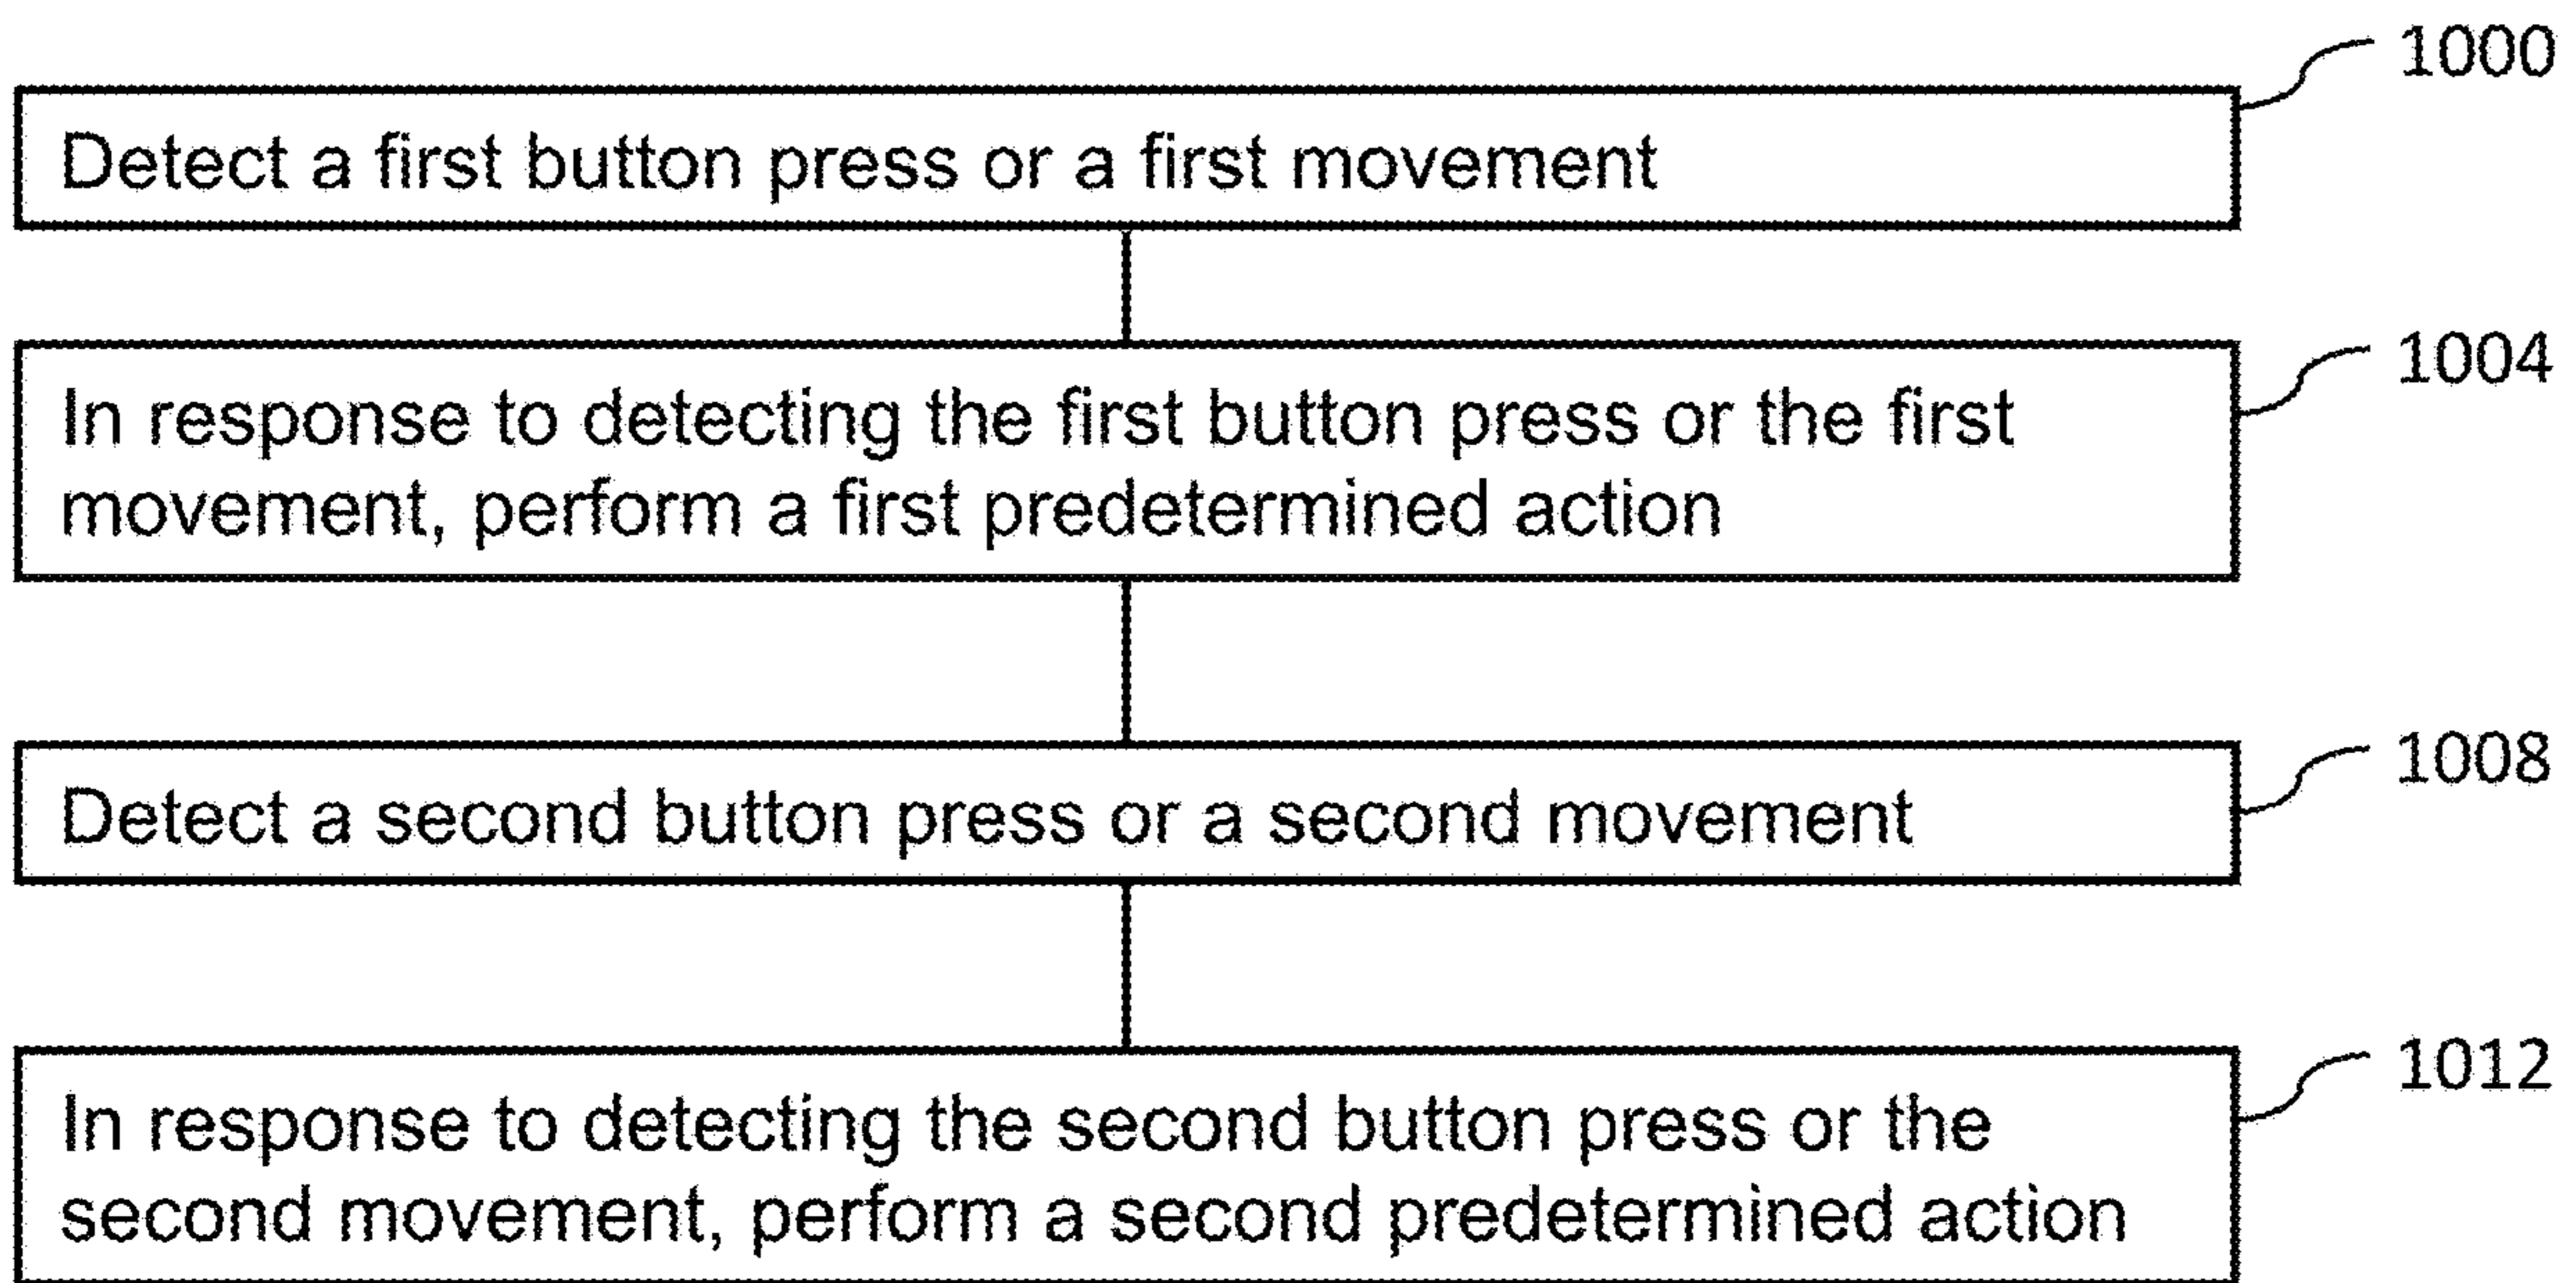 1000
Detect a first button press or a first movement
1004
In response to detecting the first button press or the first
movement, perform a first predetermined action
1008
Detect a second button press or a second movement
1012
In response to detecting the second button press or the
second movement, perform a second predetermined action